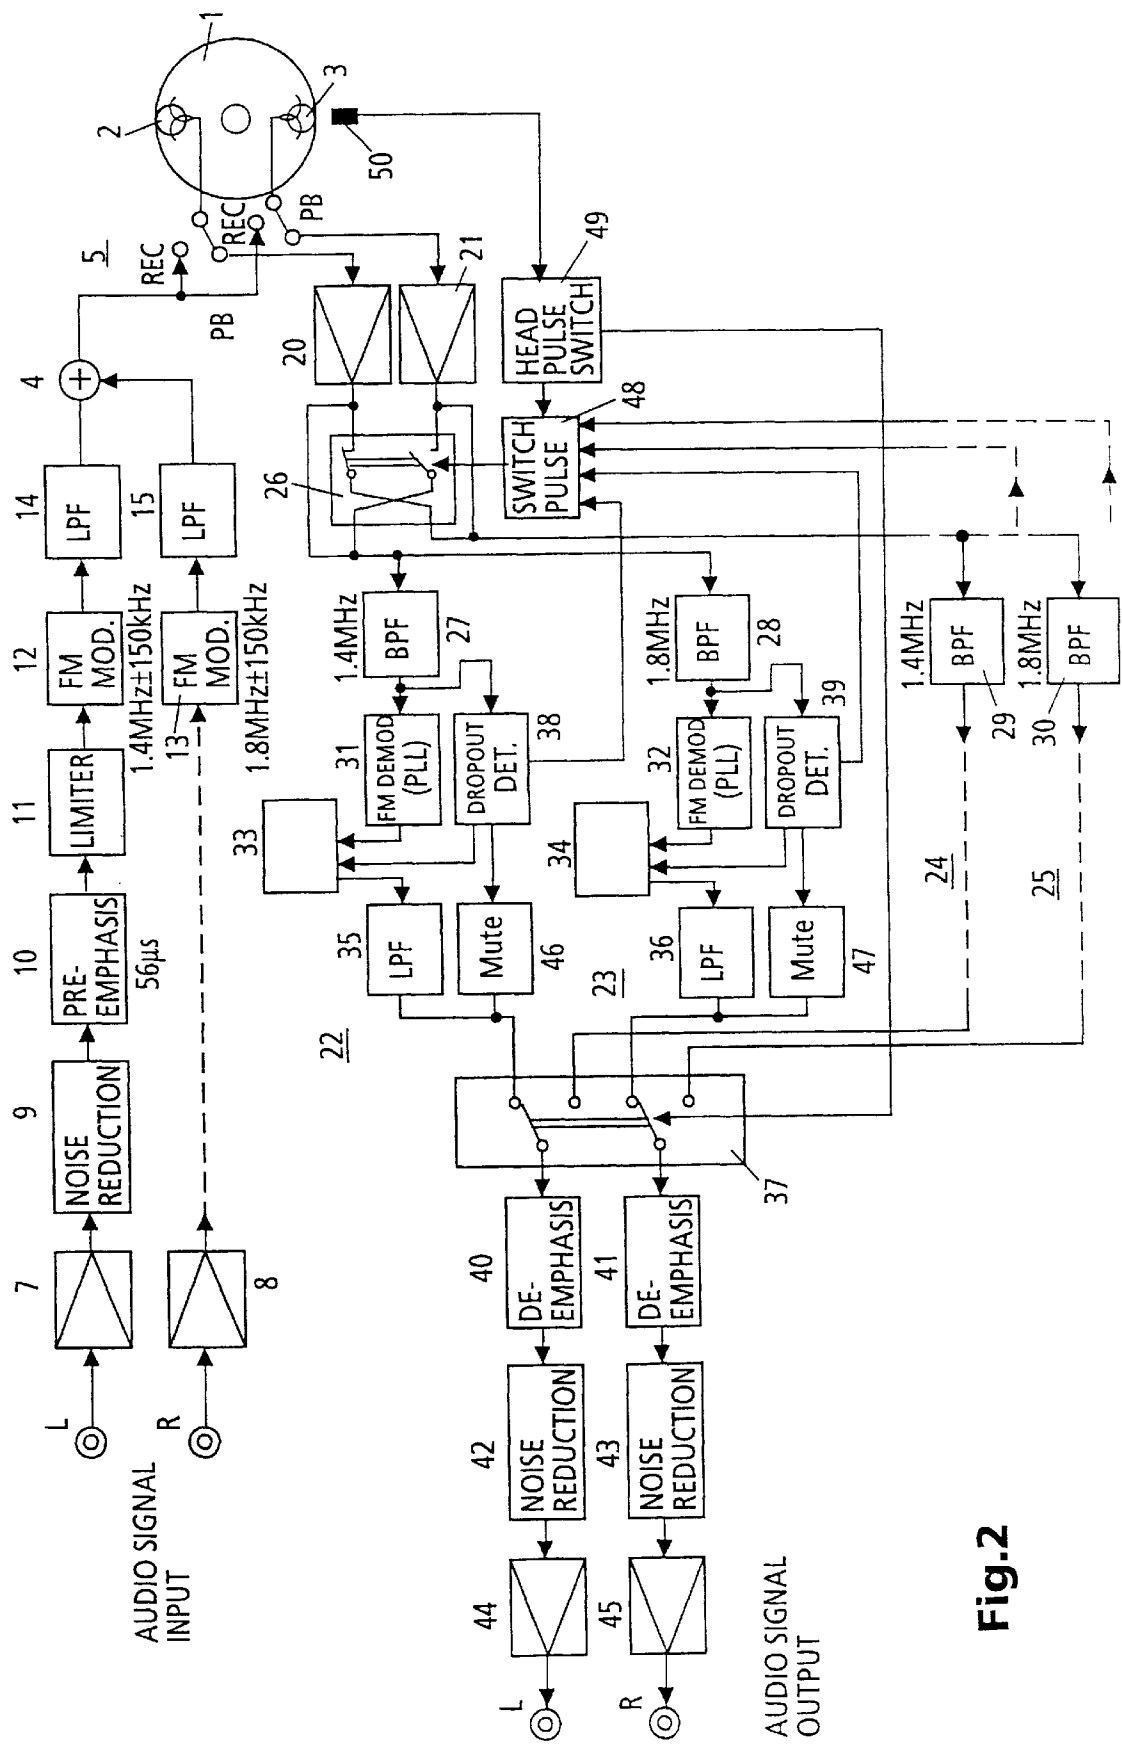 AUDIO SIGNAL
INPUT
L
R
7
8
9
NOISE
REDUCTION
10
PRE-
EMPHASIS
56µs
11
LIMITER
12
FM
MOD.
1.4MHz±150kHz
13
FM
MOD.
1.8MHz±150kHz
14
LPF
15
LPF
4
5
REC
REC
PB
PB
1
2
3
50
20
21
26
49
HEAD
PULSE
SWITCH
48
SWITCH
PULSE
1.4MHz
BPF
27
1.8MHz
BPF
28
1.4MHz
BPF
29
1.8MHz
BPF
30
31
FM DEMOD
(PLL)
38
DROPOUT
DET.
32
FM DEMOD
(PLL)
39
DROPOUT
DET.
33
34
35
LPF
Mute
46
36
LPF
Mute
47
22
23
24
25
37
40
DE-
EMPHASIS
41
DE-
EMPHASIS
42
NOISE
REDUCTION
43
NOISE
REDUCTION
44
45
L
R
AUDIO SIGNAL
OUTPUT
Fig.2